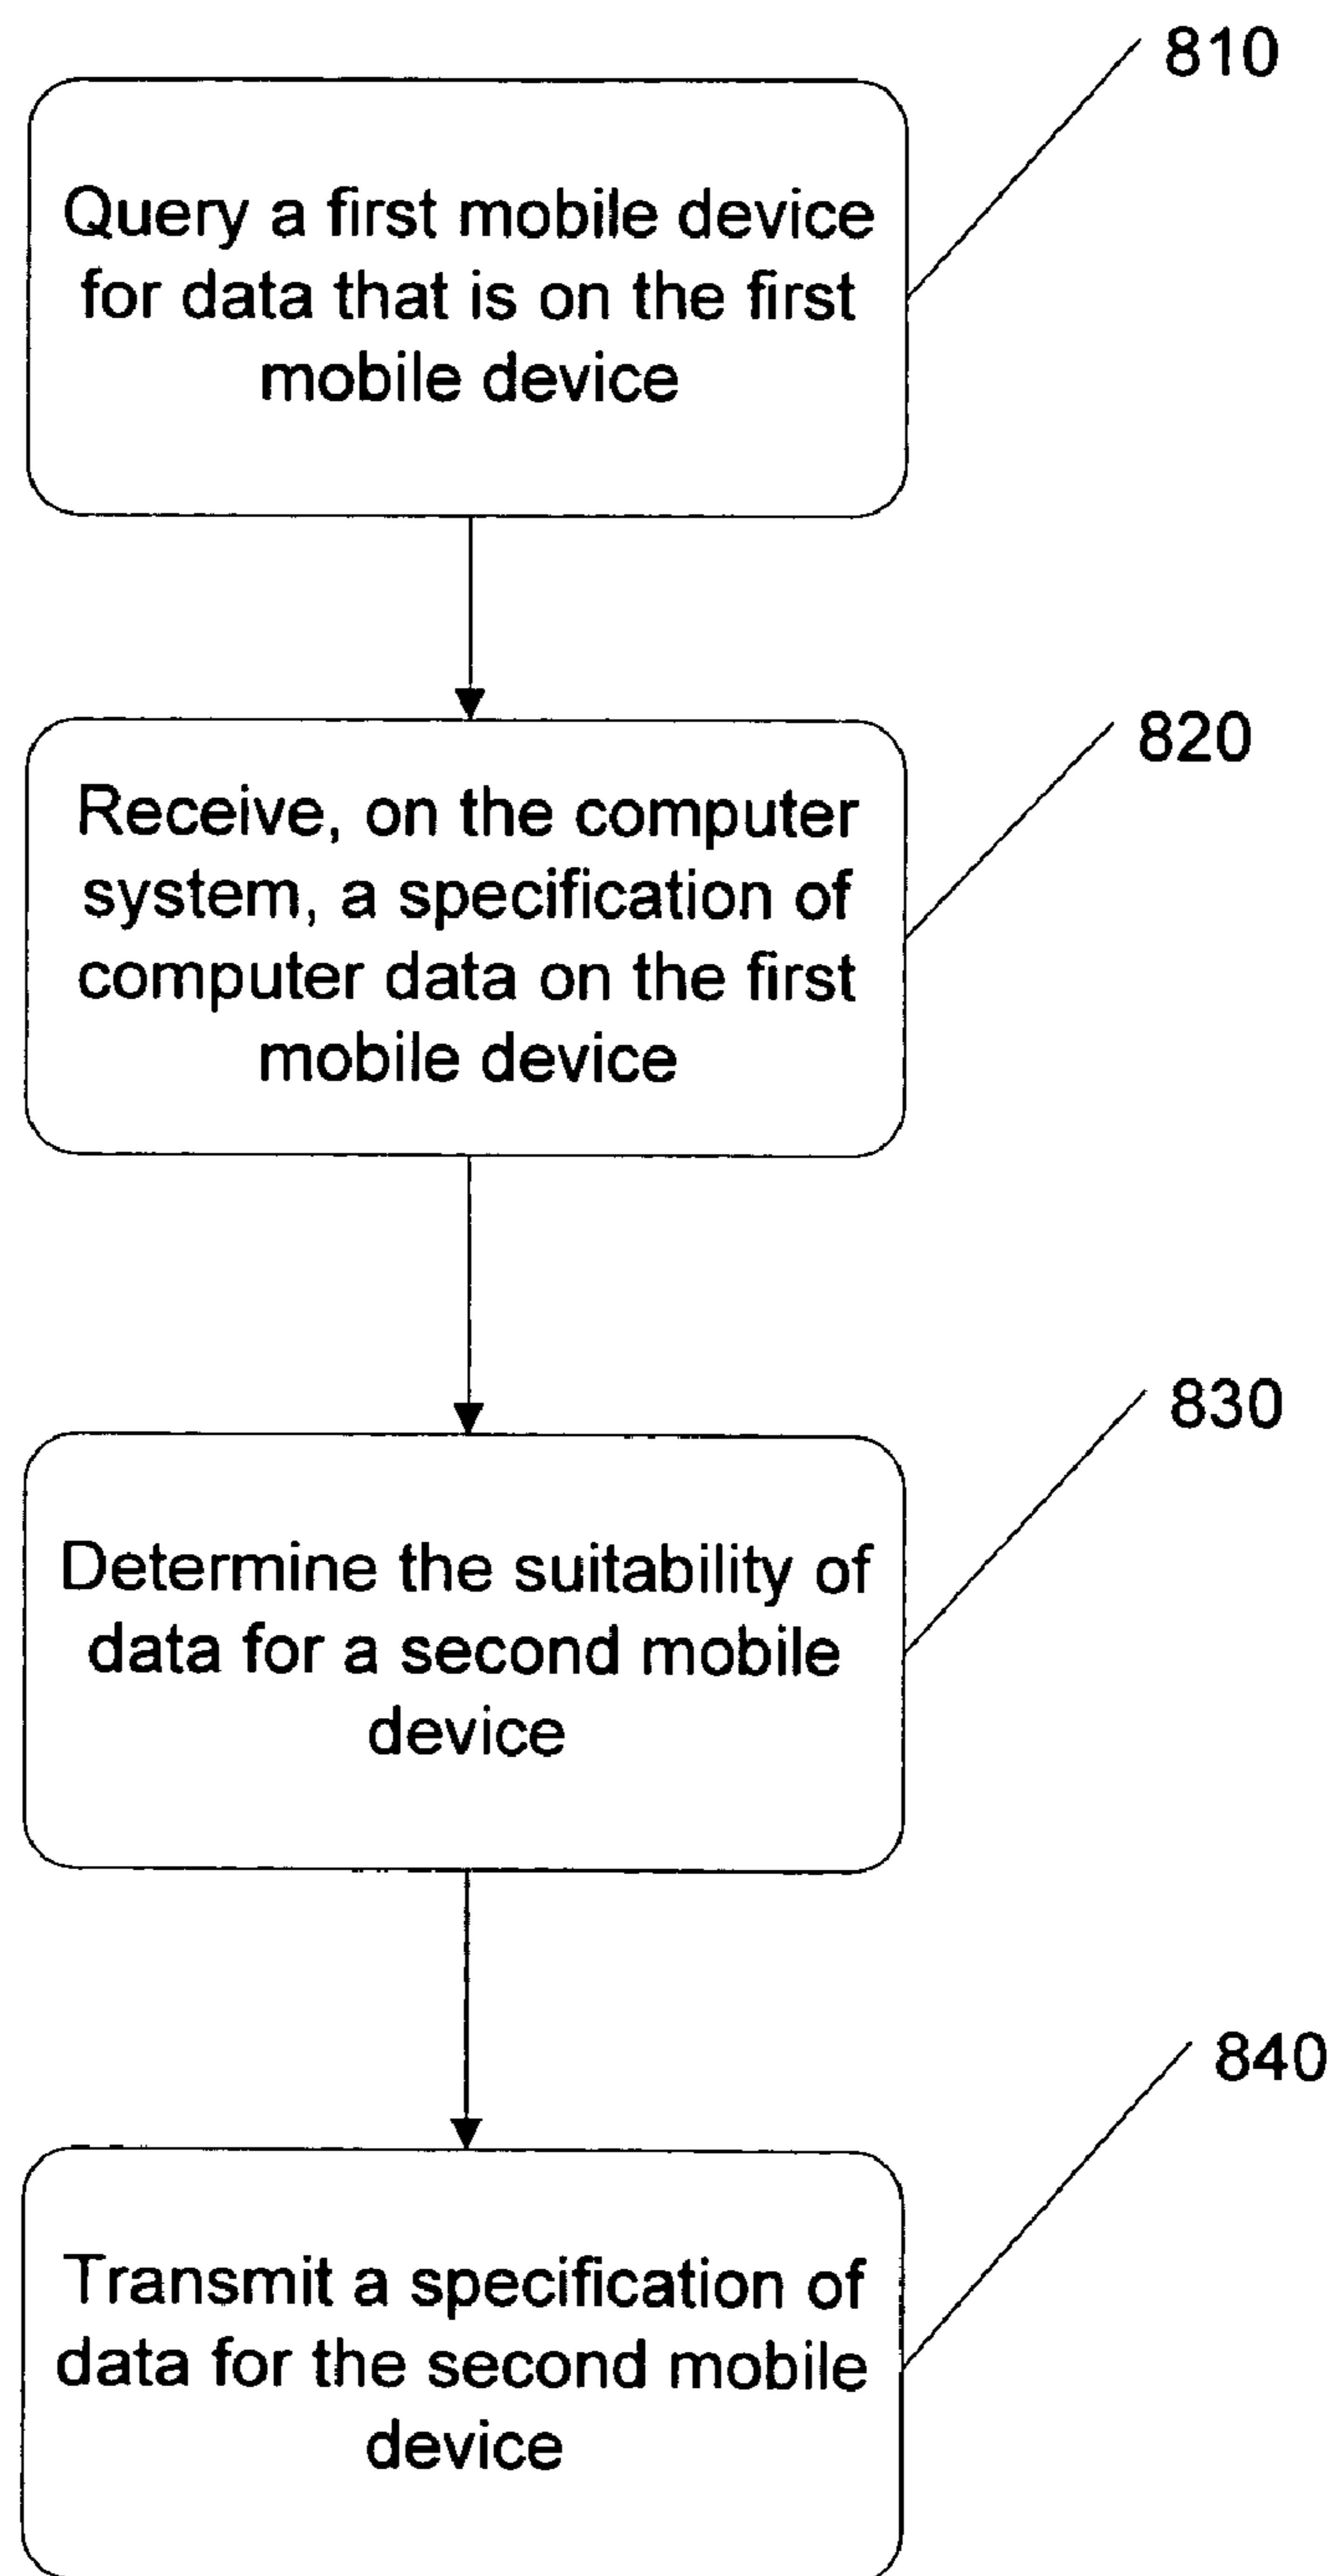 810
Query a first mobile device
for data that is on the first
mobile device
820
Receive, on the computer
system, a specification of
computer data on the first
mobile device
830
Determine the suitability of
data for a second mobile
device
840
Transmit a specification of
data for the second mobile
device